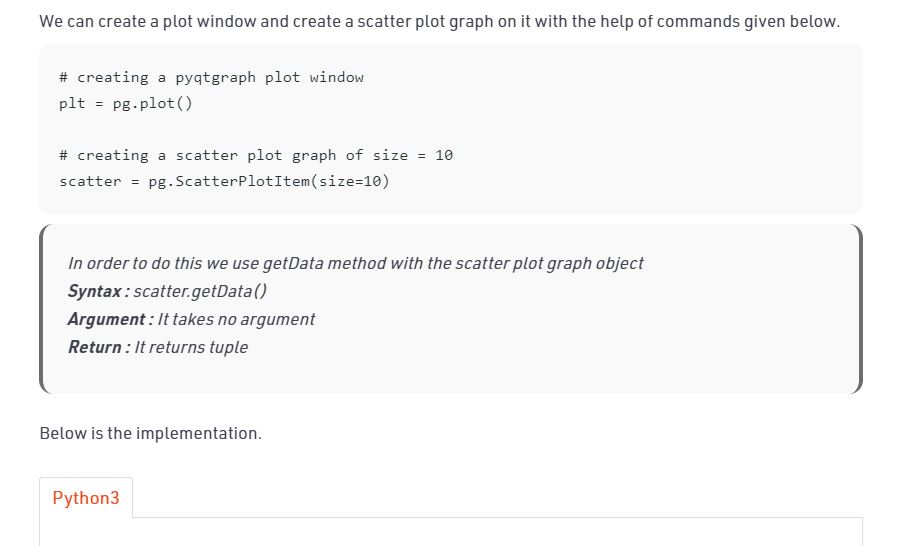 We can create a plot window and create a scatter plot graph on it with the help of commands given below.
# creating a pyqtgraph plot window
plt = pg.plot()
# creating a scatter plot graph of size = 10
scatter = pg.ScatterPlotItem(size=10)
In order to do this we use getData method with the scatter plot graph object
Syntax : scatter.getData()
Argument : It takes no argument
Return : It returns tuple
Below is the implementation.
Python3